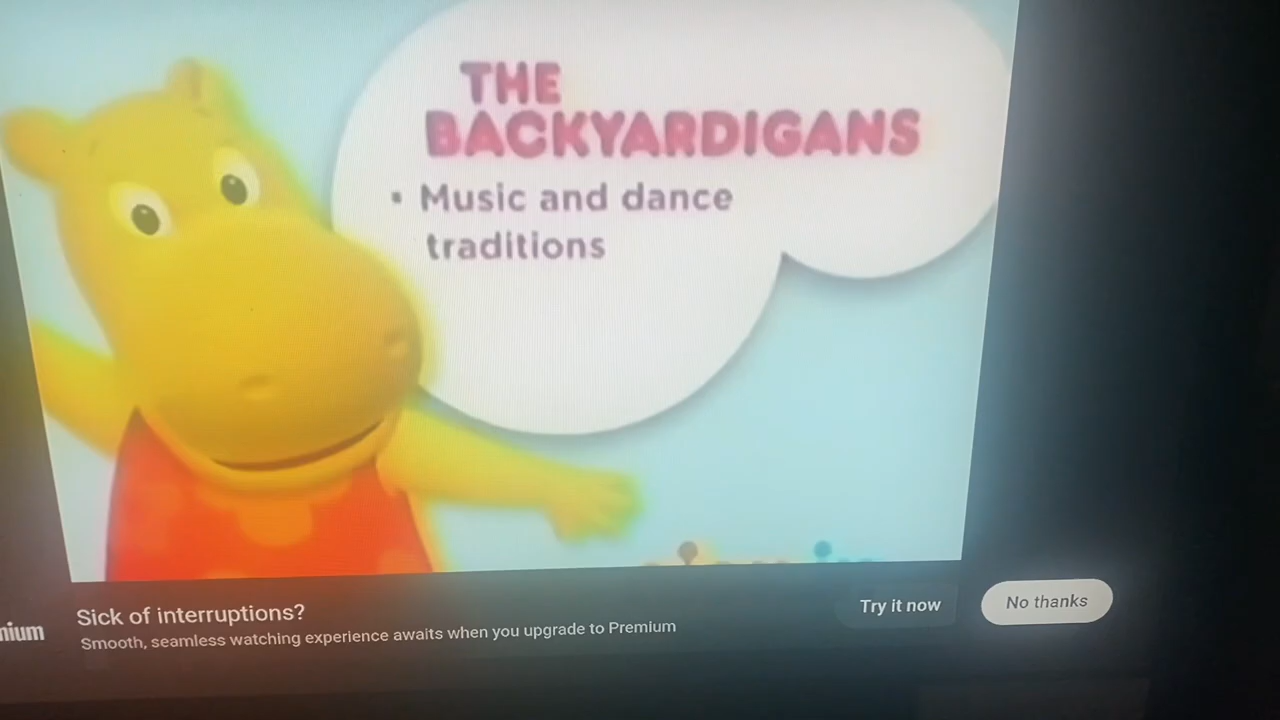 THE
BACKYARDIGANS
▪ Music and dance
traditions
Sick of interruptions?
Smooth, seamless watching experience awaits when you upgrade to Premium
Try it now
No thanks